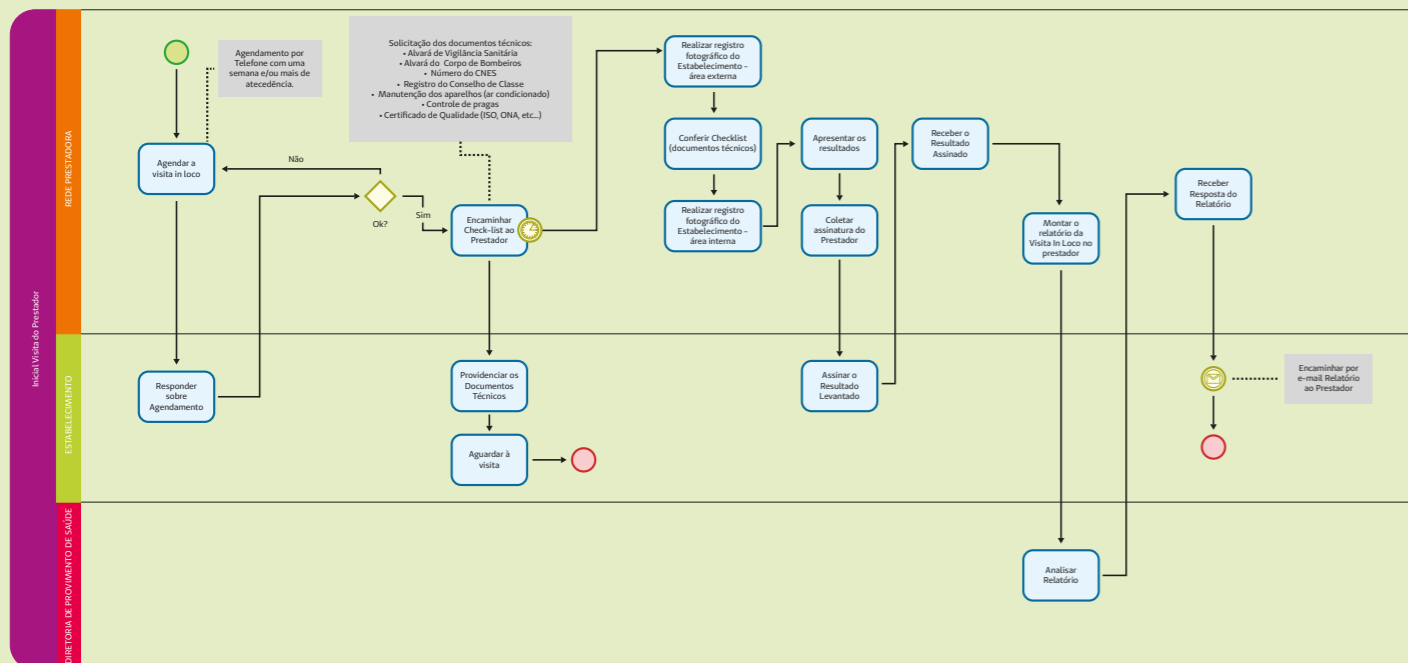 Inicial Visita do Prestador
REDE PRESTADORA
Agendamento por
Telefone com uma
semana e/ou mais de
atecedência.
Agendar a
visita in loco
Não
Ok?
Sim
Solicitação dos documentos técnicos:
• Alvará de Vigilância Sanitária
• Alvará do Corpo de Bombeiros
• Número do CNES
• Registro do Conselho de Classe
• Manutenção dos aparelhos (ar condicionado)
• Controle de pragas
• Certificado de Qualidade (ISO, ONA, etc...)
Encaminhar
Check-list ao
Prestador
Realizar registro
fotográfico do
Estabelecimento -
área externa
Conferir Checklist
(documentos técnicos)
Realizar registro
fotográfico do
Estabelecimento -
área interna
Apresentar os
resultados
Coletar
assinatura do
Prestador
Receber o
Resultado
Assinado
Montar o
relatório da
Visita In Loco no
prestador
Receber
Resposta do
Relatório
ESTABELECIMENTO
Responder
sobre
Agendamento
Providenciar os
Documentos
Técnicos
Aguardar à
visita
Assinar o
Resultado
Levantado
Encaminhar por
e-mail Relatório
ao Prestador
DIRETORIA DE PROVIMENTO DE SAÚDE
Analisar
Relatório